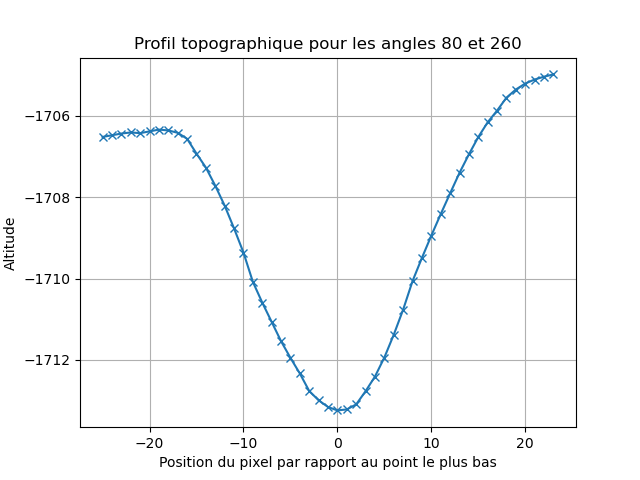 Profil topographique pour les angles 80 et 260
Altitude
−1706
−1708
−1710
−1712
−20 −10 0 10 20
Position du pixel par rapport au point le plus bas